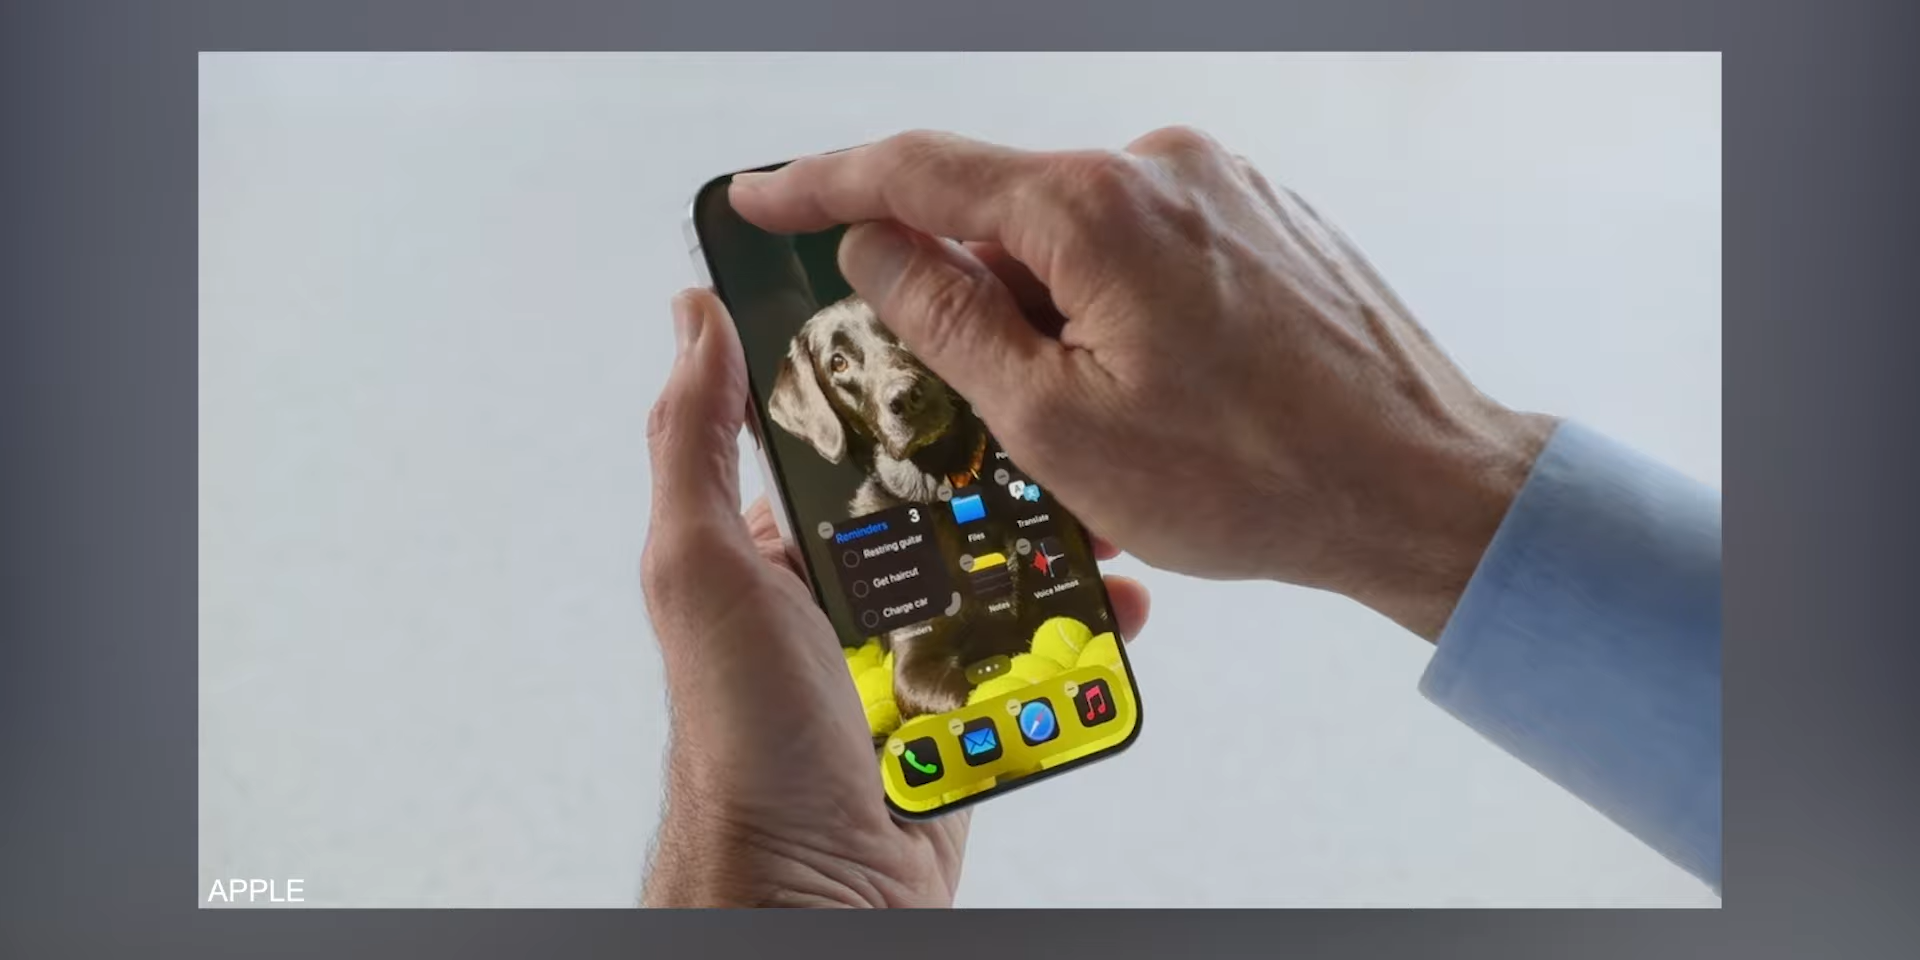 Reminders 3
Restring guitar
Get haircut
Charge car
Files
Translate
Notes
Voice Memos
APPLE